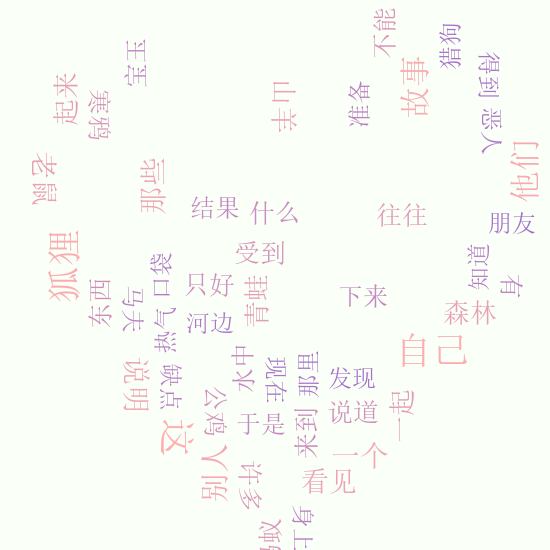 不能
猎狗
宝玉
得到
故事
起来
山羊
准备
寒鸦
恶人
他们
老鼠
那些
结果
什么
往往
朋友
受到
狐狸
知道
口袋
只好
青蛙
东西
马夫
下来
有
森林
热气
河边
自己
水中
现在
那里
发现
说明
缺点
公鸡
说道
一起
于是
来到
这
别人
一个
许多
看见
身上
蚂蚁